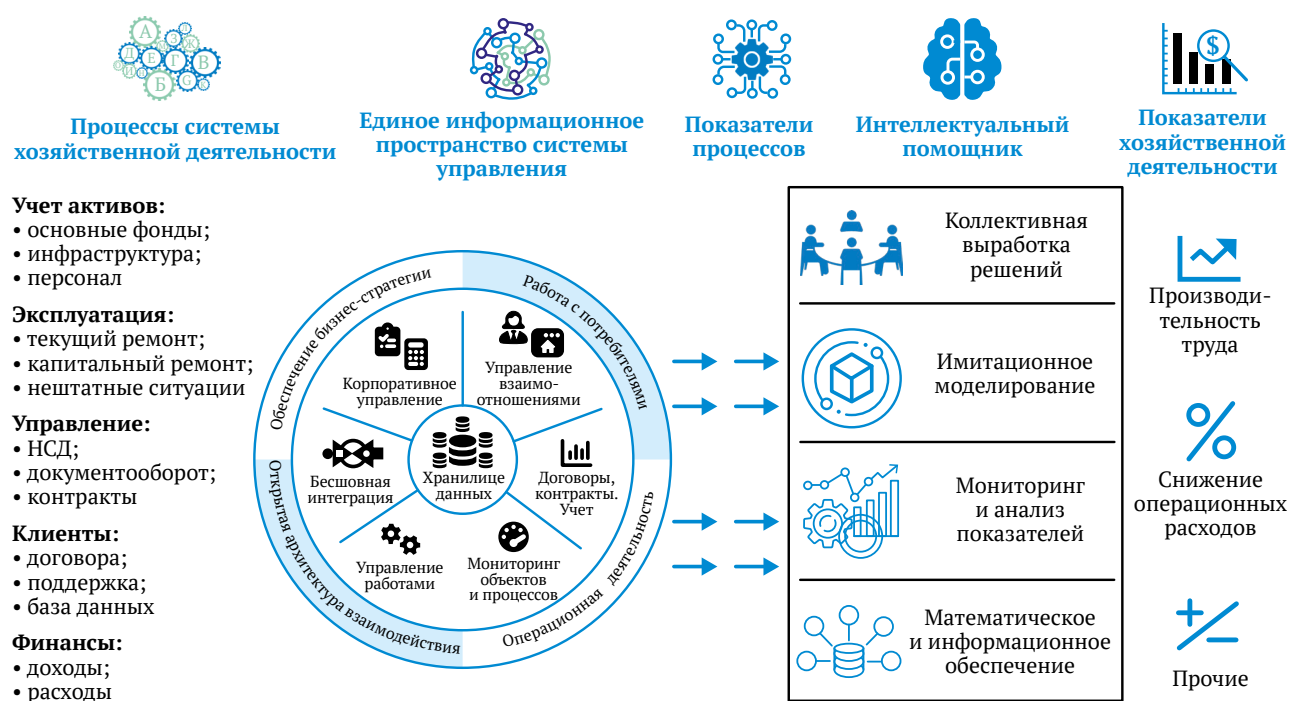 Процессы системы
хозяйственной деятельности
Единое информационное
пространство системы
управления
Показатели
процессов
Интеллектуальный
помощник
Показатели
хозяйственной
деятельности
А
З
Ж
Д
Е
Г
В
Б
Учет активов:
• основные фонды;
• инфраструктура;
• персонал
Эксплуатация:
• текущий ремонт;
• капитальный ремонт;
• нештатные ситуации
Управление:
• НСД;
• документооборот;
• контракты
Клиенты:
• договора;
• поддержка;
• база данных
Финансы:
• доходы;
• расходы
Обеспечение бизнес-стратегии
Работа с потребителями
Операционная деятельность
Открытая архитектура взаимодействия
Корпоративное
управление
Управление
взаимо-
отношениями
Бесшовная
интеграция
Хранилице
данных
Договоры,
контракты.
Учет
Управление
работами
Мониторинг
объектов
и процессов
Коллективная
выработка
решений
Имитационное
моделирование
Мониторинг
и анализ
показателей
Математическое
и информационное
обеспечение
$
Производи-
тельность
труда
%
Снижение
операционных
расходов
+/−
Прочие